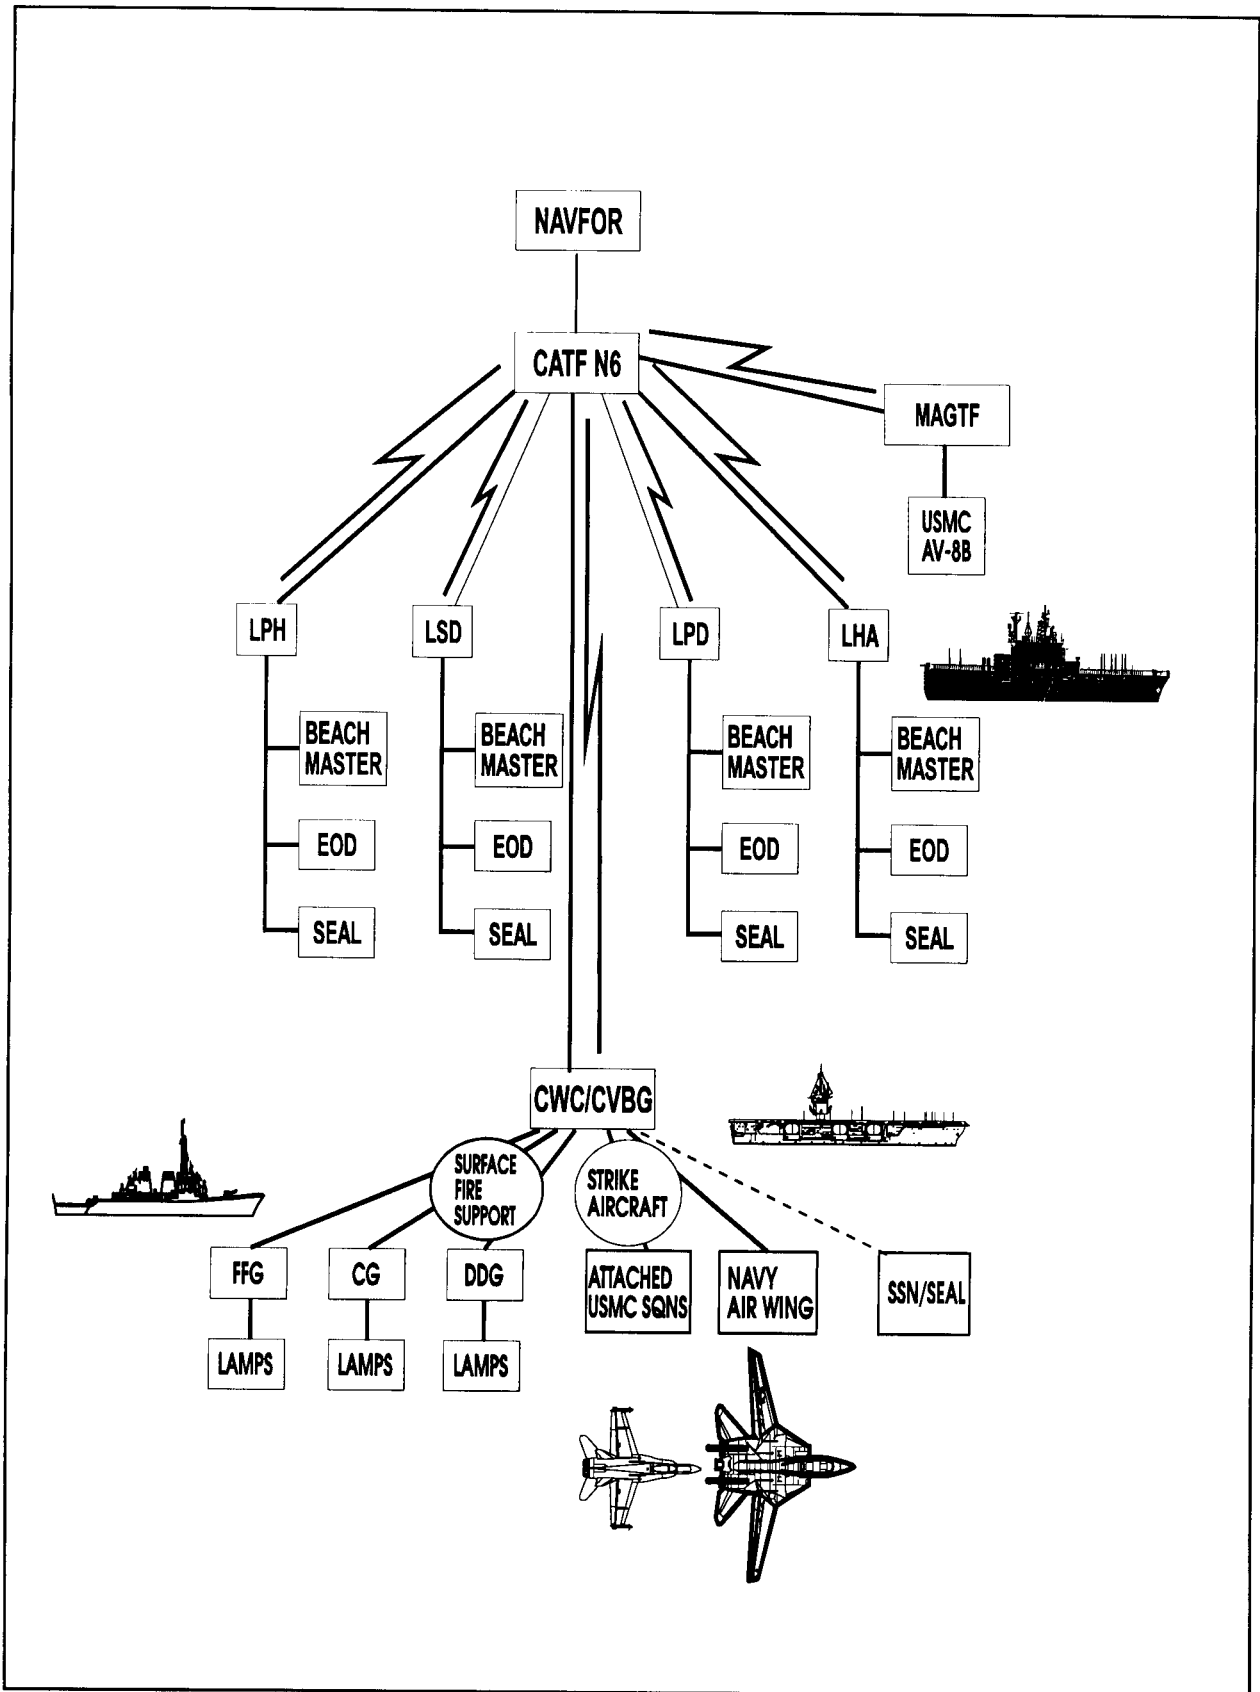 NAVFOR
CATF N6
MAGTF
USMC
AV-8B
LPH
LSD
LPD
LHA
BEACH
MASTER
BEACH
MASTER
BEACH
MASTER
BEACH
MASTER
EOD
EOD
EOD
EOD
SEAL
SEAL
SEAL
SEAL
CWC/CVBG
SURFACE
FIRE
SUPPORT
STRIKE
AIRCRAFT
FFG
CG
DDG
ATTACHED
USMC SQNS
NAVY
AIR WING
SSN/SEAL
LAMPS
LAMPS
LAMPS